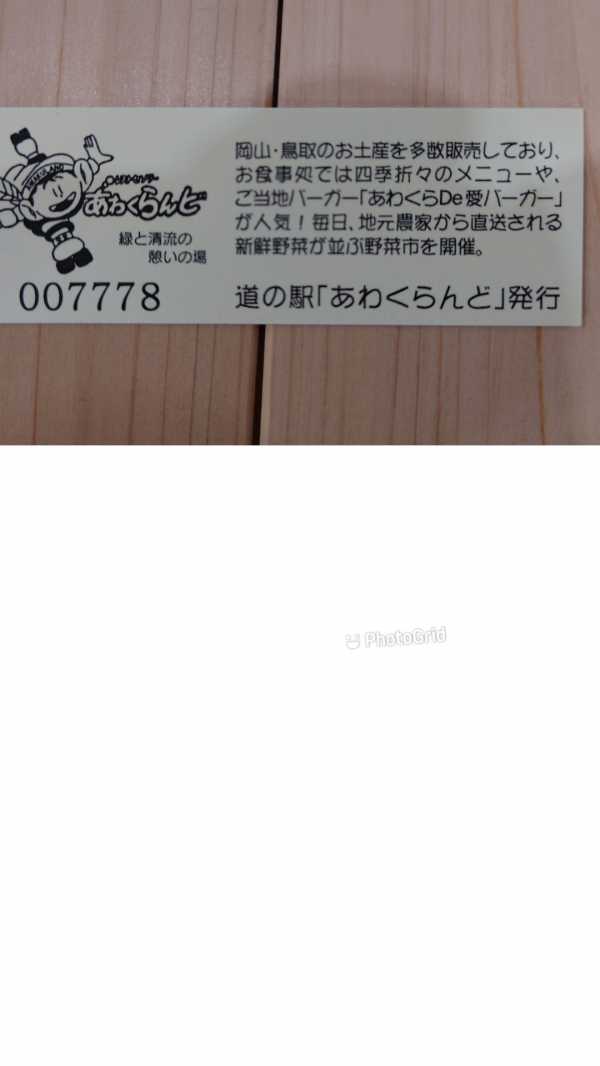 あわくらんど
緑と清流の
憩いの場
007778
岡山・鳥取のお土産を多数販売しており、
お食事処では四季折々のメニューや、
ご当地バーガー「あわくらDe愛バーガー」
が人気!毎日、地元農家から直送される
新鮮野菜が並ぶ野菜市を開催。
道の駅「あわくらんど」発行
PhotoGrid